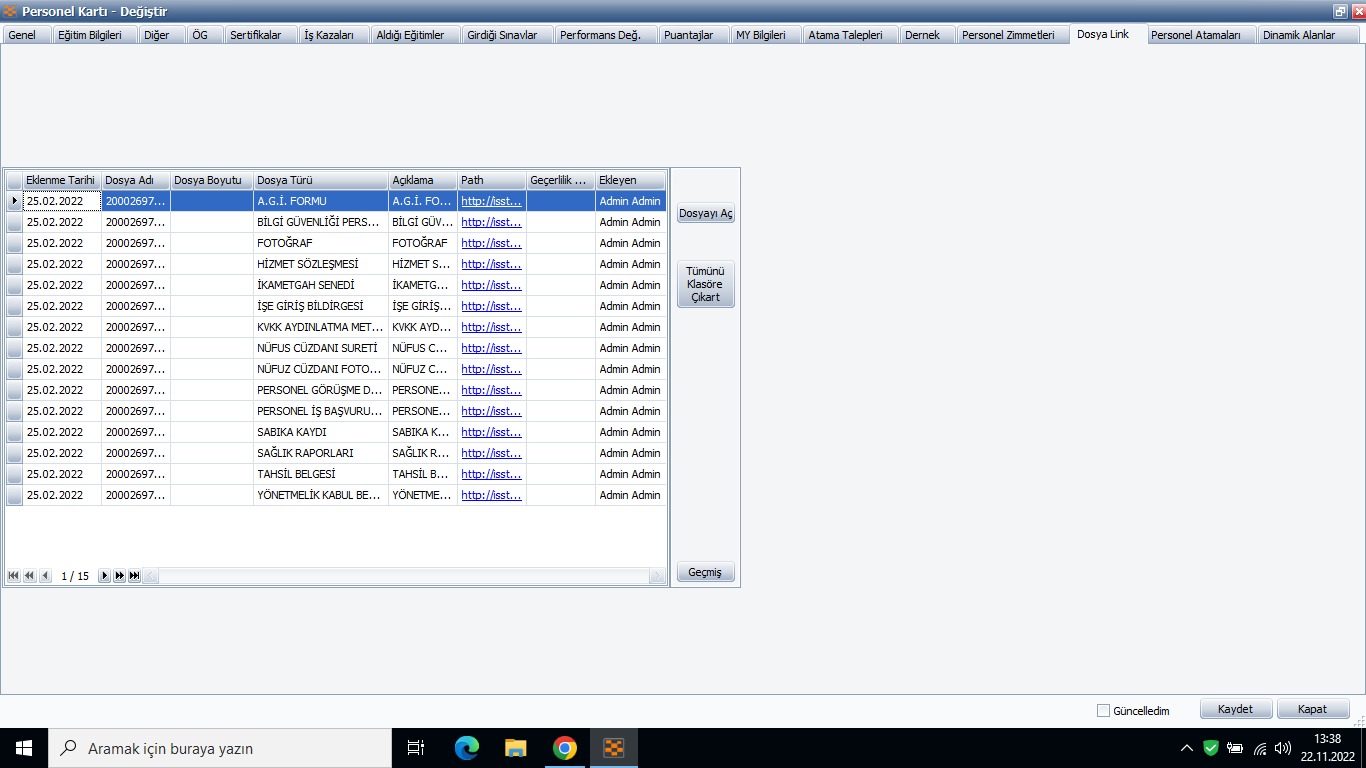 Personel Kartı - Değiştir
Genel Eğitim Bilgileri Diğer ÖG Sertifikalar İş Kazaları Aldığı Eğitimler Girdiği Sınavlar Performans Değ. Puantajlar MY Bilgileri Atama Talepleri Dernek Personel Zimmetleri Dosya Link Personel Atamaları Dinamik Alanlar
Eklenme Tarihi Dosya Adı Dosya Boyutu Dosya Türü Açıklama Path Geçerlilik ... Ekleyen
25.02.2022 20002697... A.G.İ. FORMU A.G.İ. FO... http://isst... Admin Admin
25.02.2022 20002697... BİLGİ GÜVENLİĞİ PERS... BİLGİ GÜV... http://isst... Admin Admin
25.02.2022 20002697... FOTOĞRAF FOTOĞRAF http://isst... Admin Admin
25.02.2022 20002697... HİZMET SÖZLEŞMESİ HİZMET S... http://isst... Admin Admin
25.02.2022 20002697... İKAMETGAH SENEDİ İKAMETG... http://isst... Admin Admin
25.02.2022 20002697... İŞE GİRİŞ BİLDİRGESİ İŞE GİRİŞ... http://isst... Admin Admin
25.02.2022 20002697... KVKK AYDINLATMA MET... KVKK AYD... http://isst... Admin Admin
25.02.2022 20002697... NÜFUS CÜZDANI SURETİ NÜFUS C... http://isst... Admin Admin
25.02.2022 20002697... NÜFUZ CÜZDANI FOTO... NÜFUZ C... http://isst... Admin Admin
25.02.2022 20002697... PERSONEL GÖRÜŞME D... PERSONE... http://isst... Admin Admin
25.02.2022 20002697... PERSONEL İŞ BAŞVURU... PERSONE... http://isst... Admin Admin
25.02.2022 20002697... SABIKA KAYDI SABIKA K... http://isst... Admin Admin
25.02.2022 20002697... SAĞLIK RAPORLARI SAĞLIK R... http://isst... Admin Admin
25.02.2022 20002697... TAHSİL BELGESİ TAHSİL B... http://isst... Admin Admin
25.02.2022 20002697... YÖNETMELİK KABUL BE... YÖNETME... http://isst... Admin Admin
1 / 15
Dosyayı Aç
Tümünü
Klasöre
Çıkart
Geçmiş
Güncelledim Kaydet Kapat
Aramak için buraya yazın
13:38
22.11.2022